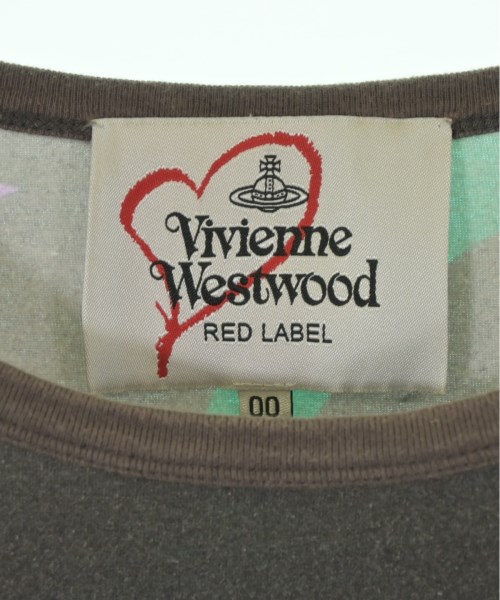 Vivienne
Westwood
RED LABEL
00